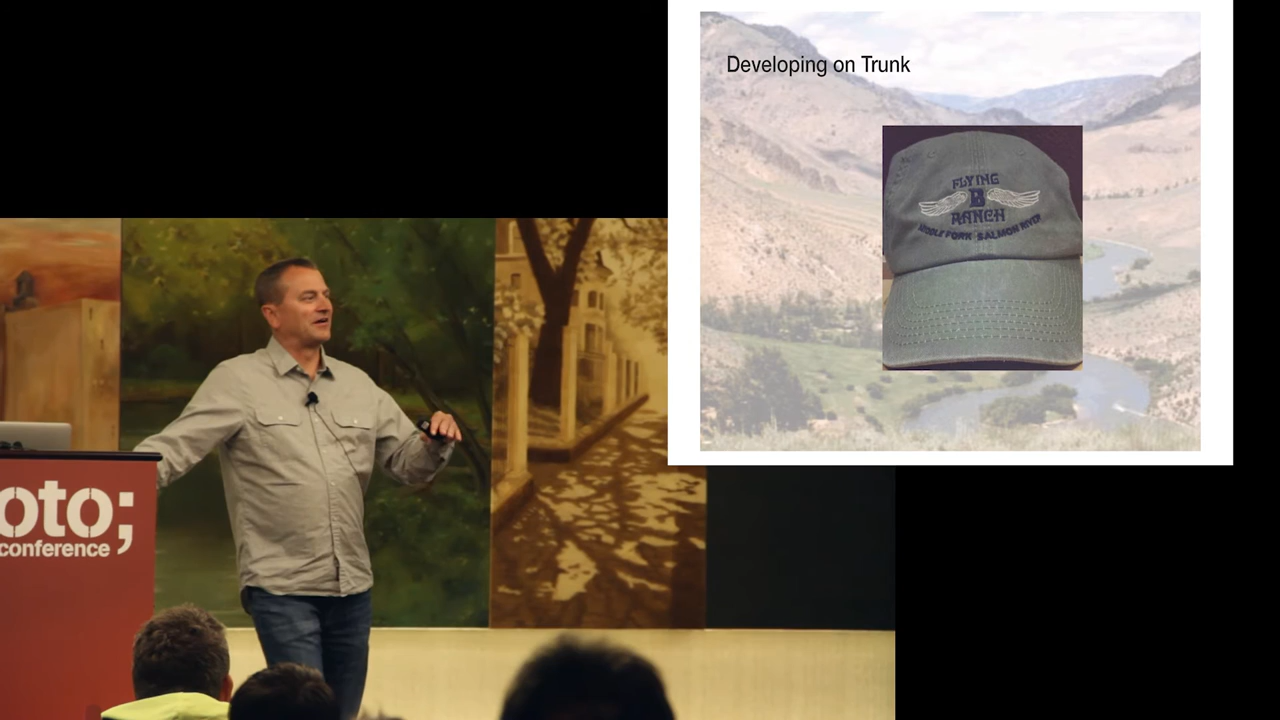 Developing on Trunk
FLYING
B
RANCH
MIDDLE FORK SALMON RIVER
oto;
conference